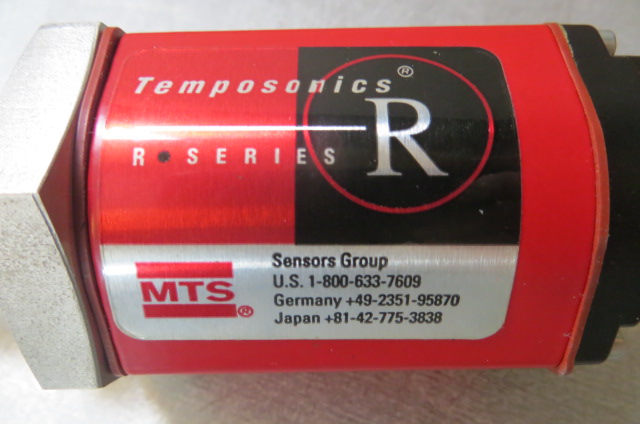 Temposonics®
R
R•SERIES
MTS®
Sensors Group
U.S. 1-800-633-7609
Germany +49-2351-95870
Japan +81-42-775-3838